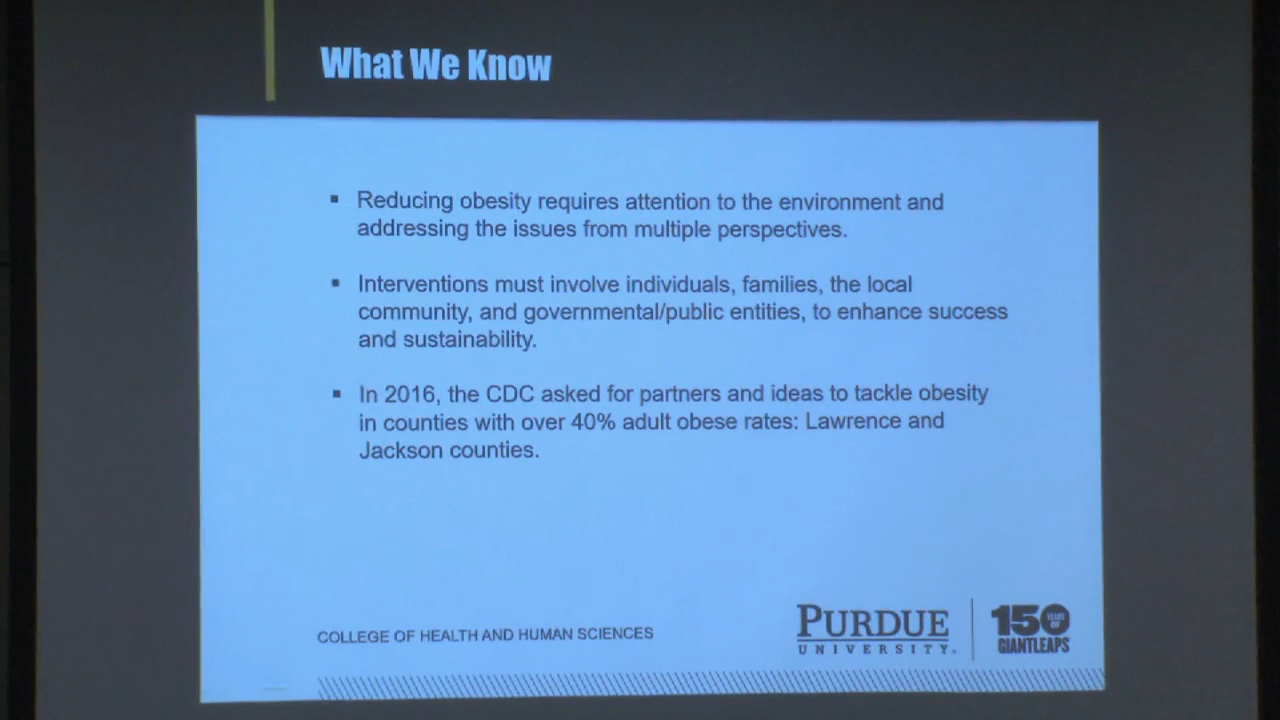 What We Know
▪ Reducing obesity requires attention to the environment and
addressing the issues from multiple perspectives.
▪ Interventions must involve individuals, families, the local
community, and governmental/public entities, to enhance success
and sustainability.
▪ In 2016, the CDC asked for partners and ideas to tackle obesity
in counties with over 40% adult obese rates: Lawrence and
Jackson counties.
COLLEGE OF HEALTH AND HUMAN SCIENCES
PURDUE
UNIVERSITY.
150 YEARS OF
GIANT LEAPS